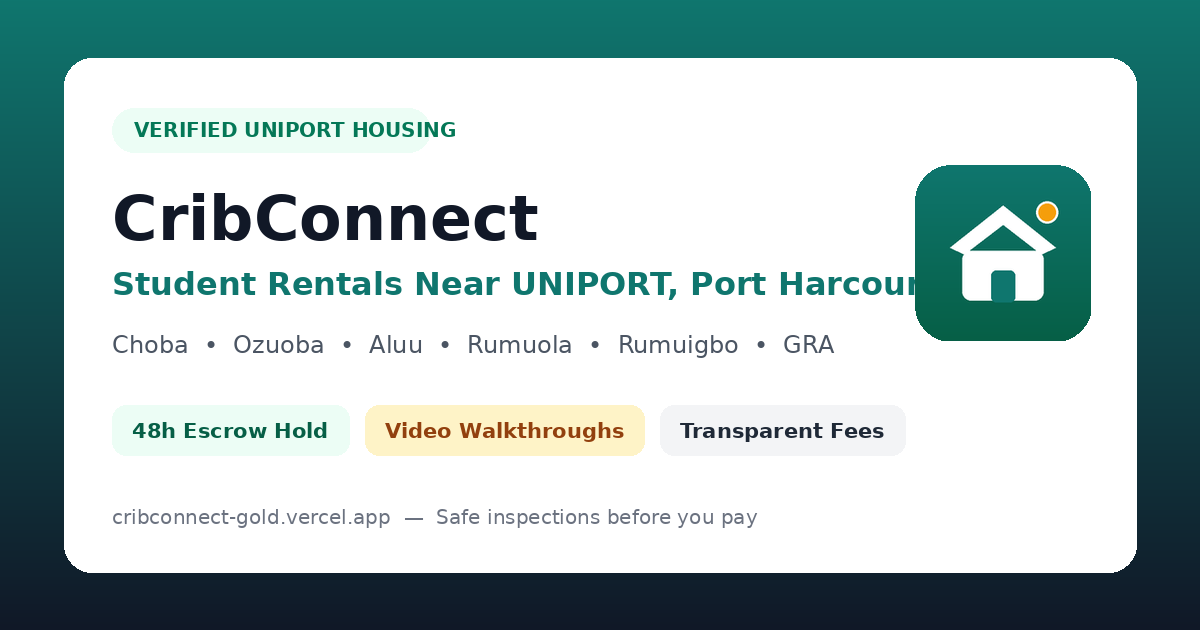 VERIFIED UNIPORT HOUSING
CribConnect
Student Rentals Near UNIPORT, Port Harcour
Choba • Ozuoba • Aluu • Rumuola • Rumuigbo • GRA
48h Escrow Hold Video Walkthroughs Transparent Fees
cribconnect-gold.vercel.app — Safe inspections before you pay